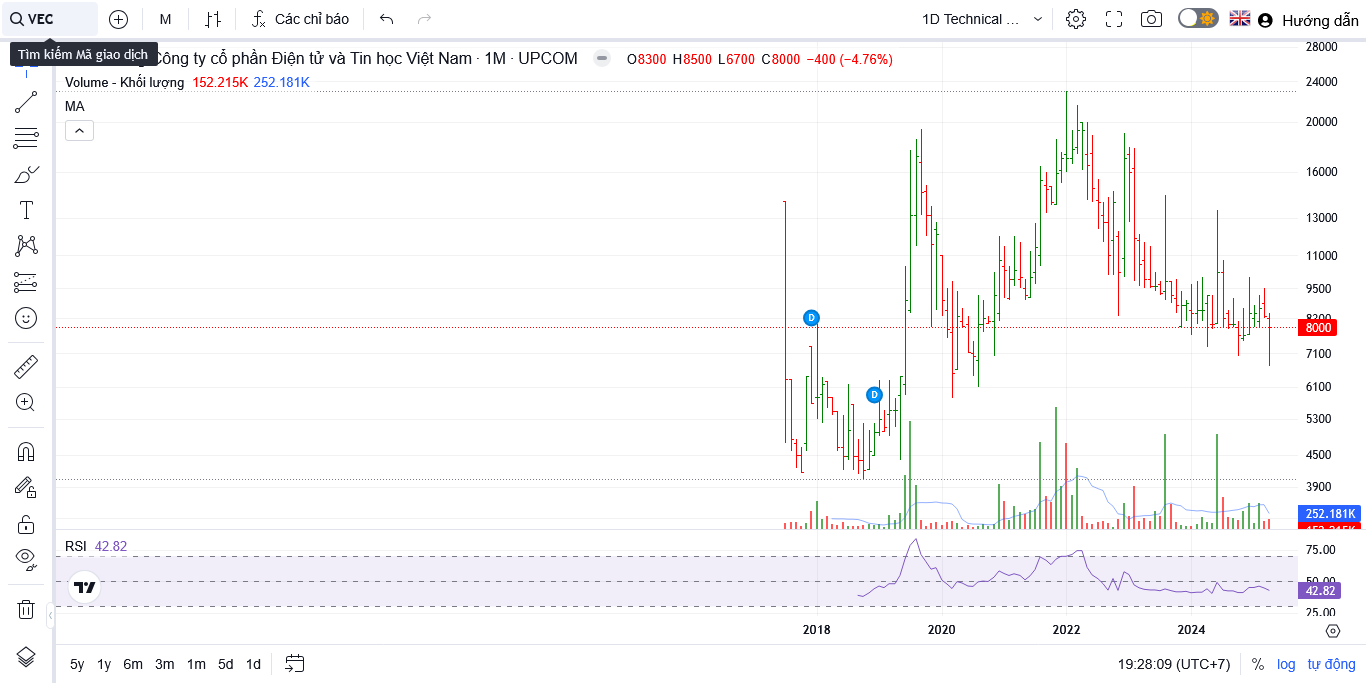 VEC
M
Các chỉ báo
1D Technical ...
Hướng dẫn
Tìm kiếm Mã giao dịch
Công ty cổ phần Điện tử và Tin học Việt Nam · 1M · UPCOM
O8300 H8500 L6700 C8000 −400 (−4.76%)
Volume - Khối lượng 152.215K 252.181K
MA
28000
24000
20000
16000
13000
11000
9500
8000
7100
6100
5300
4500
3900
252.181K
D
D
RSI 42.82
75.00
50.00
42.82
25.00
2018 2020 2022 2024
5y 1y 6m 3m 1m 5d 1d
19:28:09 (UTC+7) % log tự động